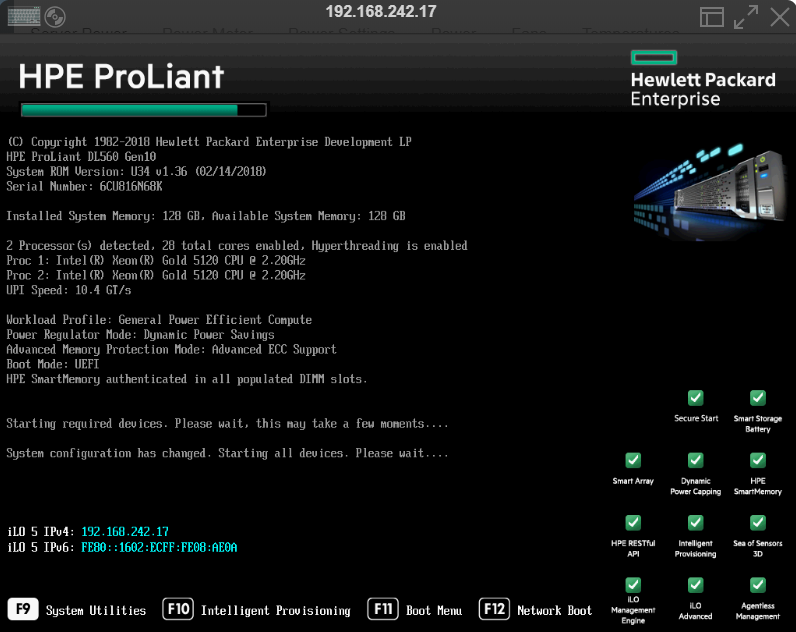 192.168.242.17
Server Power Power Meter Power Settings Power Fans Temperatures
HPE ProLiant
Hewlett Packard
Enterprise
(C) Copyright 1982-2018 Hewlett Packard Enterprise Development LP
HPE ProLiant DL560 Gen10
System ROM Version: U34 v1.36 (02/14/2018)
Serial Number: 6CU816N68K
Installed System Memory: 128 GB, Available System Memory: 128 GB
2 Processor(s) detected, 28 total cores enabled, Hyperthreading is enabled
Proc 1: Intel(R) Xeon(R) Gold 5120 CPU @ 2.20GHz
Proc 2: Intel(R) Xeon(R) Gold 5120 CPU @ 2.20GHz
UPI Speed: 10.4 GT/s
Workload Profile: General Power Efficient Compute
Power Regulator Mode: Dynamic Power Savings
Advanced Memory Protection Mode: Advanced ECC Support
Boot Mode: UEFI
HPE SmartMemory authenticated in all populated DIMM slots.
Starting required devices. Please wait, this may take a few moments....
System configuration has changed. Starting all devices. Please wait....
Secure Start
Smart Storage
Battery
Smart Array
Dynamic
Power Capping
HPE
SmartMemory
HPE RESTful
API
Intelligent
Provisioning
Sea of Sensors
3D
iLO
Management
Engine
iLO
Advanced
Agentless
Management
iLO 5 IPv4: 192.168.242.17
iLO 5 IPv6: FE80::1602:ECFF:FE08:AE0A
F9 System Utilities F10 Intelligent Provisioning F11 Boot Menu F12 Network Boot